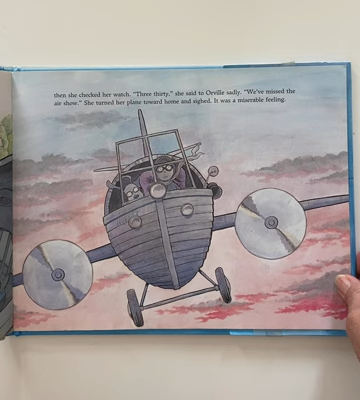 then she checked her watch. "Three thirty," she said to Orville sadly. "We've missed the
air show." She turned her plane toward home and sighed. It was a miserable feeling.